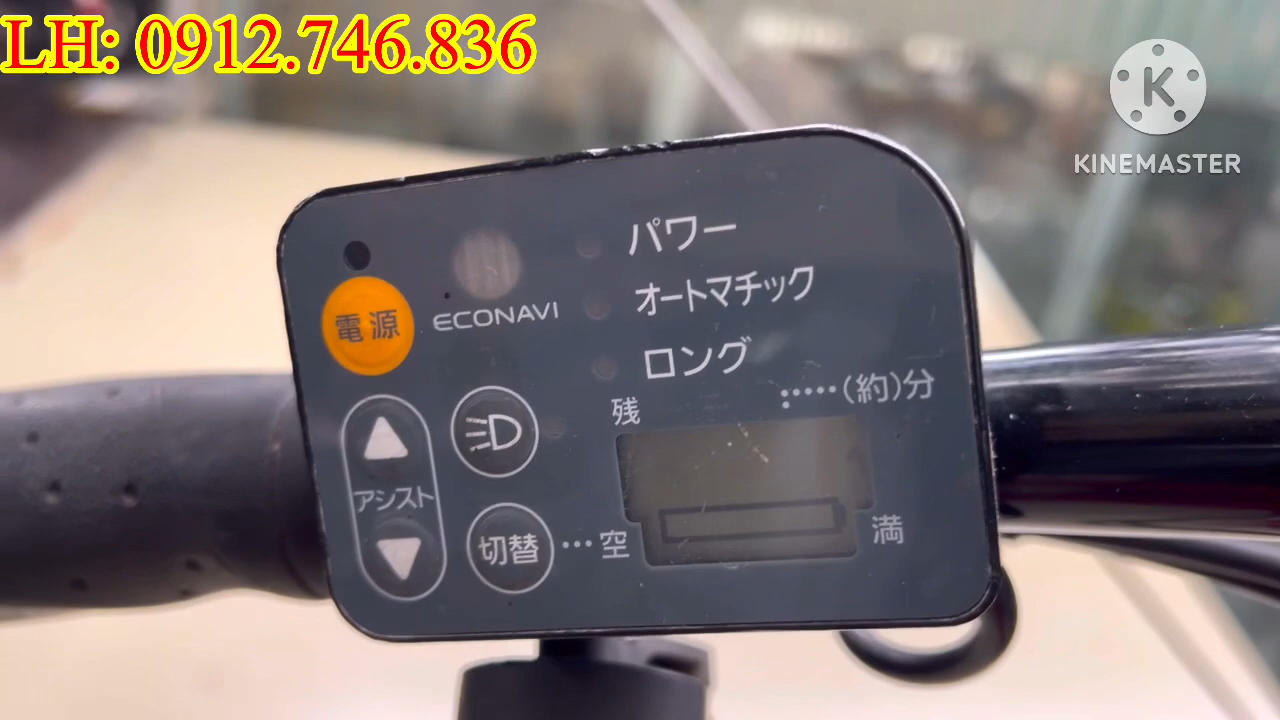 LH: 0912.746.836
KINEMASTER
パワー
オートマチック
ロング
電源
ECONAVI
残
(約)分
アシスト
切替
空
満